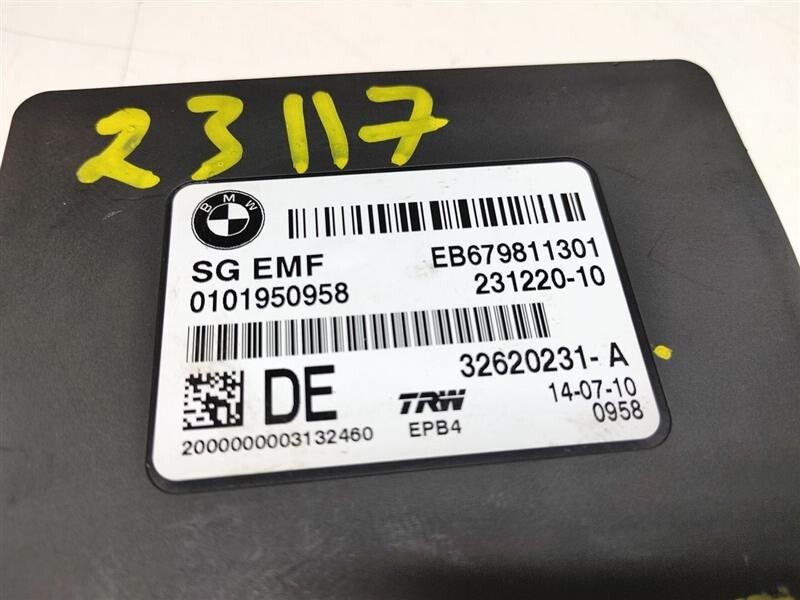 23117
BMW
SG EMF
EB679811301
0101950958
231220-10
32620231-A
DE
TRW
14-07-10
2000000003132460
EPB4
0958